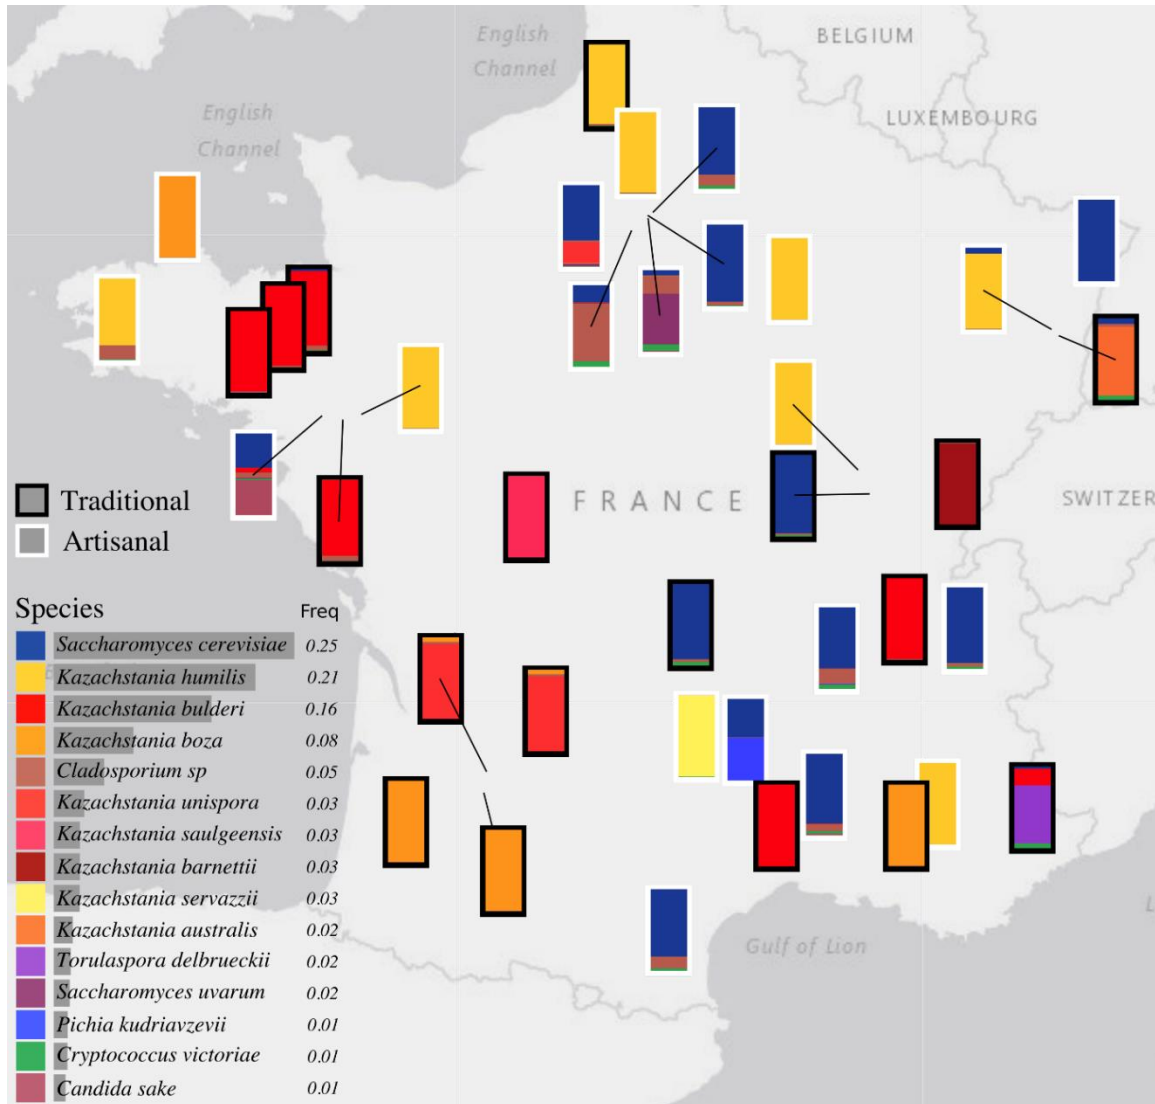 English
Channel
BELGIUM
LUXEMBOURG
English
Channel
FRANCE
SWITZER
Traditional
Artisanal
Species Freq
Saccharomyces cerevisiae 0.25
Kazachstania humilis 0.21
Kazachstania bulderi 0.16
Kazachstania boza 0.08
Cladosporium sp 0.05
Kazachstania unispora 0.03
Kazachstania saulgeensis 0.03
Kazachstania barnettii 0.03
Kazachstania servazzii 0.03
Kazachstania australis 0.02
Torulaspora delbrueckii 0.02
Saccharomyces uvarum 0.02
Pichia kudriavzevii 0.01
Cryptococcus victoriae 0.01
Candida sake 0.01
Gulf of Lion
L